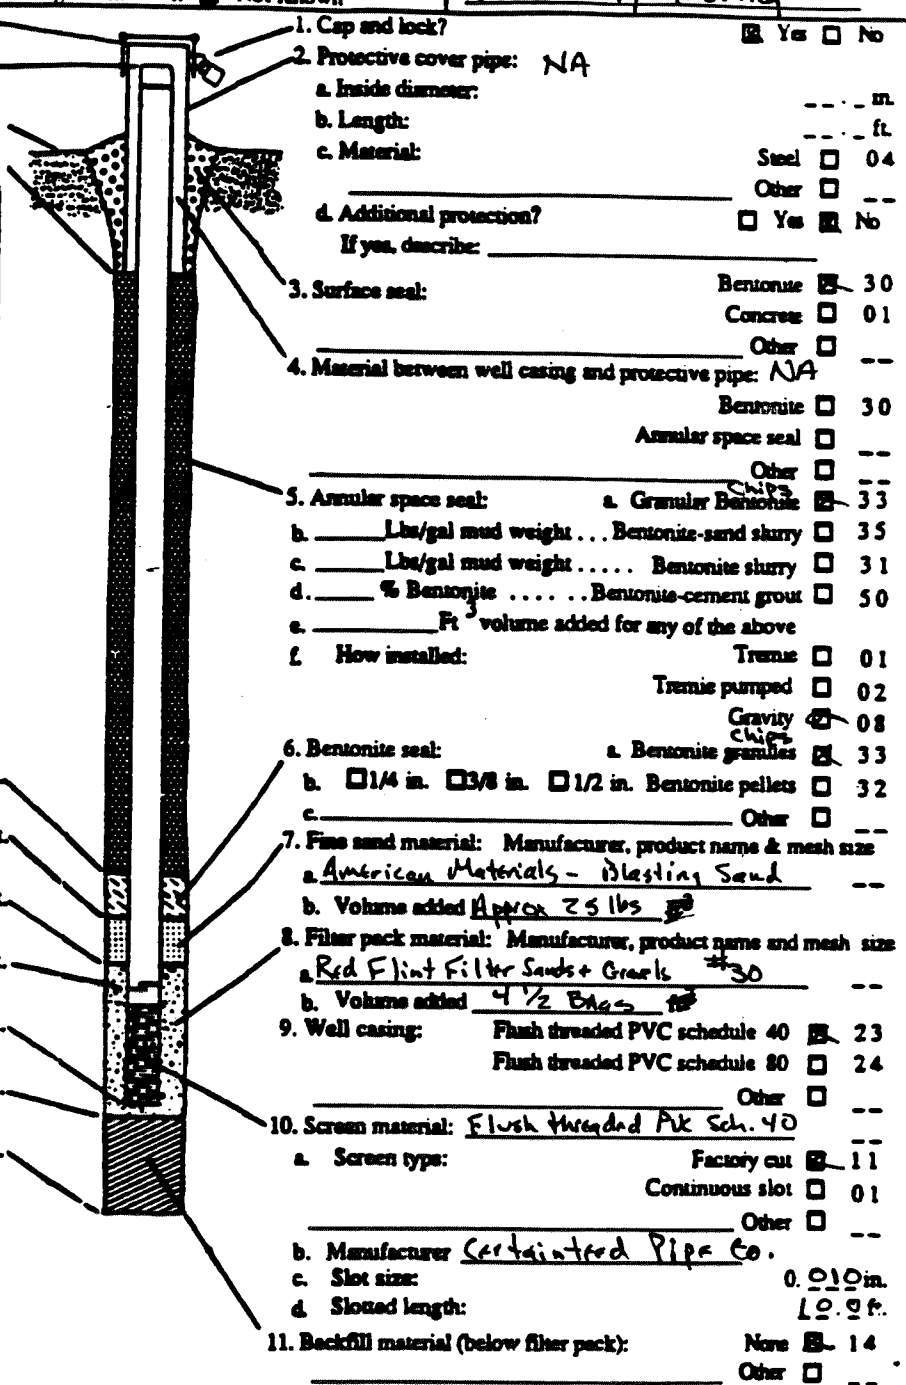 Not Known
1. Cap and lock? ☒ Yes ☐ No
2. Protective cover pipe: NA
a. Inside diameter: _ _ . _ in.
b. Length: _ _ . _ ft.
c. Material: Steel ☐ 04
Other ☐ _ _
d. Additional protection? ☐ Yes ☒ No
If yes, describe:
3. Surface seal: Bentonite ☒ 30
Concrete ☐ 01
Other ☐ _ _
4. Material between well casing and protective pipe: NA
Bentonite ☐ 30
Annular space seal ☐ _ _
Other ☐ _ _
Chips
5. Annular space seal: a. Granular Bentonite ☒ 33
b. ____ Lbs/gal mud weight ... Bentonite-sand slurry ☐ 35
c. ____ Lbs/gal mud weight ..... Bentonite slurry ☐ 31
d. ____ % Bentonite ...... Bentonite-cement grout ☐ 50
e. ____ Ft³ volume added for any of the above
f. How installed: Tremie ☐ 01
Tremie pumped ☐ 02
Gravity ☒ 08
Chips
6. Bentonite seal: a. Bentonite granules ☒ 33
b. ☐ 1/4 in. ☐ 3/8 in. ☐ 1/2 in. Bentonite pellets ☐ 32
c. ____ Other ☐ _ _
7. Fine sand material: Manufacturer, product name & mesh size
a. American Materials - Blasting Sand _ _
b. Volume added Approx 25 lbs
8. Filter pack material: Manufacturer, product name and mesh size
a. Red Flint Filter Sands + Gravels #30 _ _
b. Volume added 4 1/2 BAgs
9. Well casing: Flush threaded PVC schedule 40 ☒ 23
Flush threaded PVC schedule 80 ☐ 24
Other ☐ _ _
10. Screen material: Flush threaded PVC Sch. 40 _ _
a. Screen type: Factory cut ☒ 11
Continuous slot ☐ 01
Other ☐ _ _
b. Manufacturer Certainteed Pipe Co.
c. Slot size: 0. 010 in.
d. Slotted length: 10.0 ft.
11. Backfill material (below filter pack): None ☒ 14
Other ☐ _ _